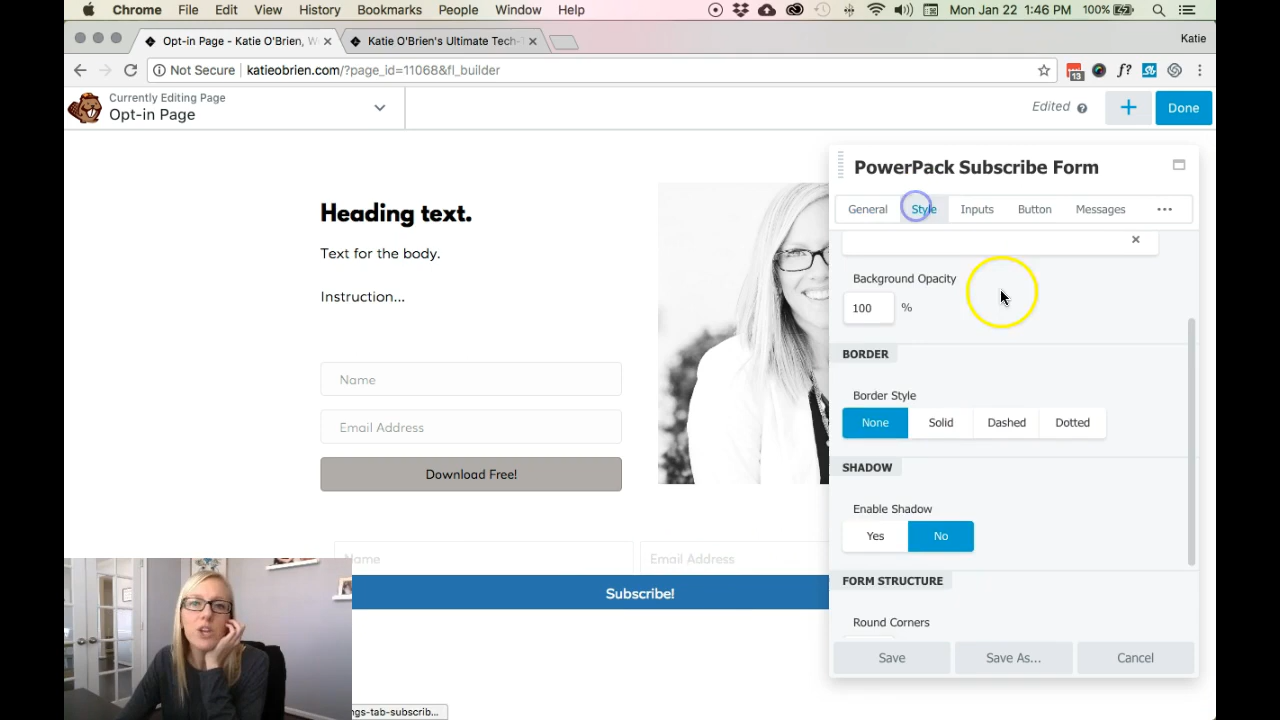 Chrome File Edit View History Bookmarks People Window Help Mon Jan 22 1:46 PM 100%
Opt-in Page - Katie O'Brien, W
Katie O'Brien's Ultimate Tech-
Katie
Not Secure katieobrien.com/?page_id=11068&fl_builder
13
f?
Currently Editing Page
Opt-in Page
Edited
Done
PowerPack Subscribe Form
General Style Inputs Button Messages
Heading text.
Text for the body.
Instruction...
Name
Email Address
Download Free!
Name
Email Address
Subscribe!
Background Opacity
100 %
BORDER
Border Style
None Solid Dashed Dotted
SHADOW
Enable Shadow
Yes No
FORM STRUCTURE
Round Corners
Save Save As... Cancel
ngs-tab-subscrib...